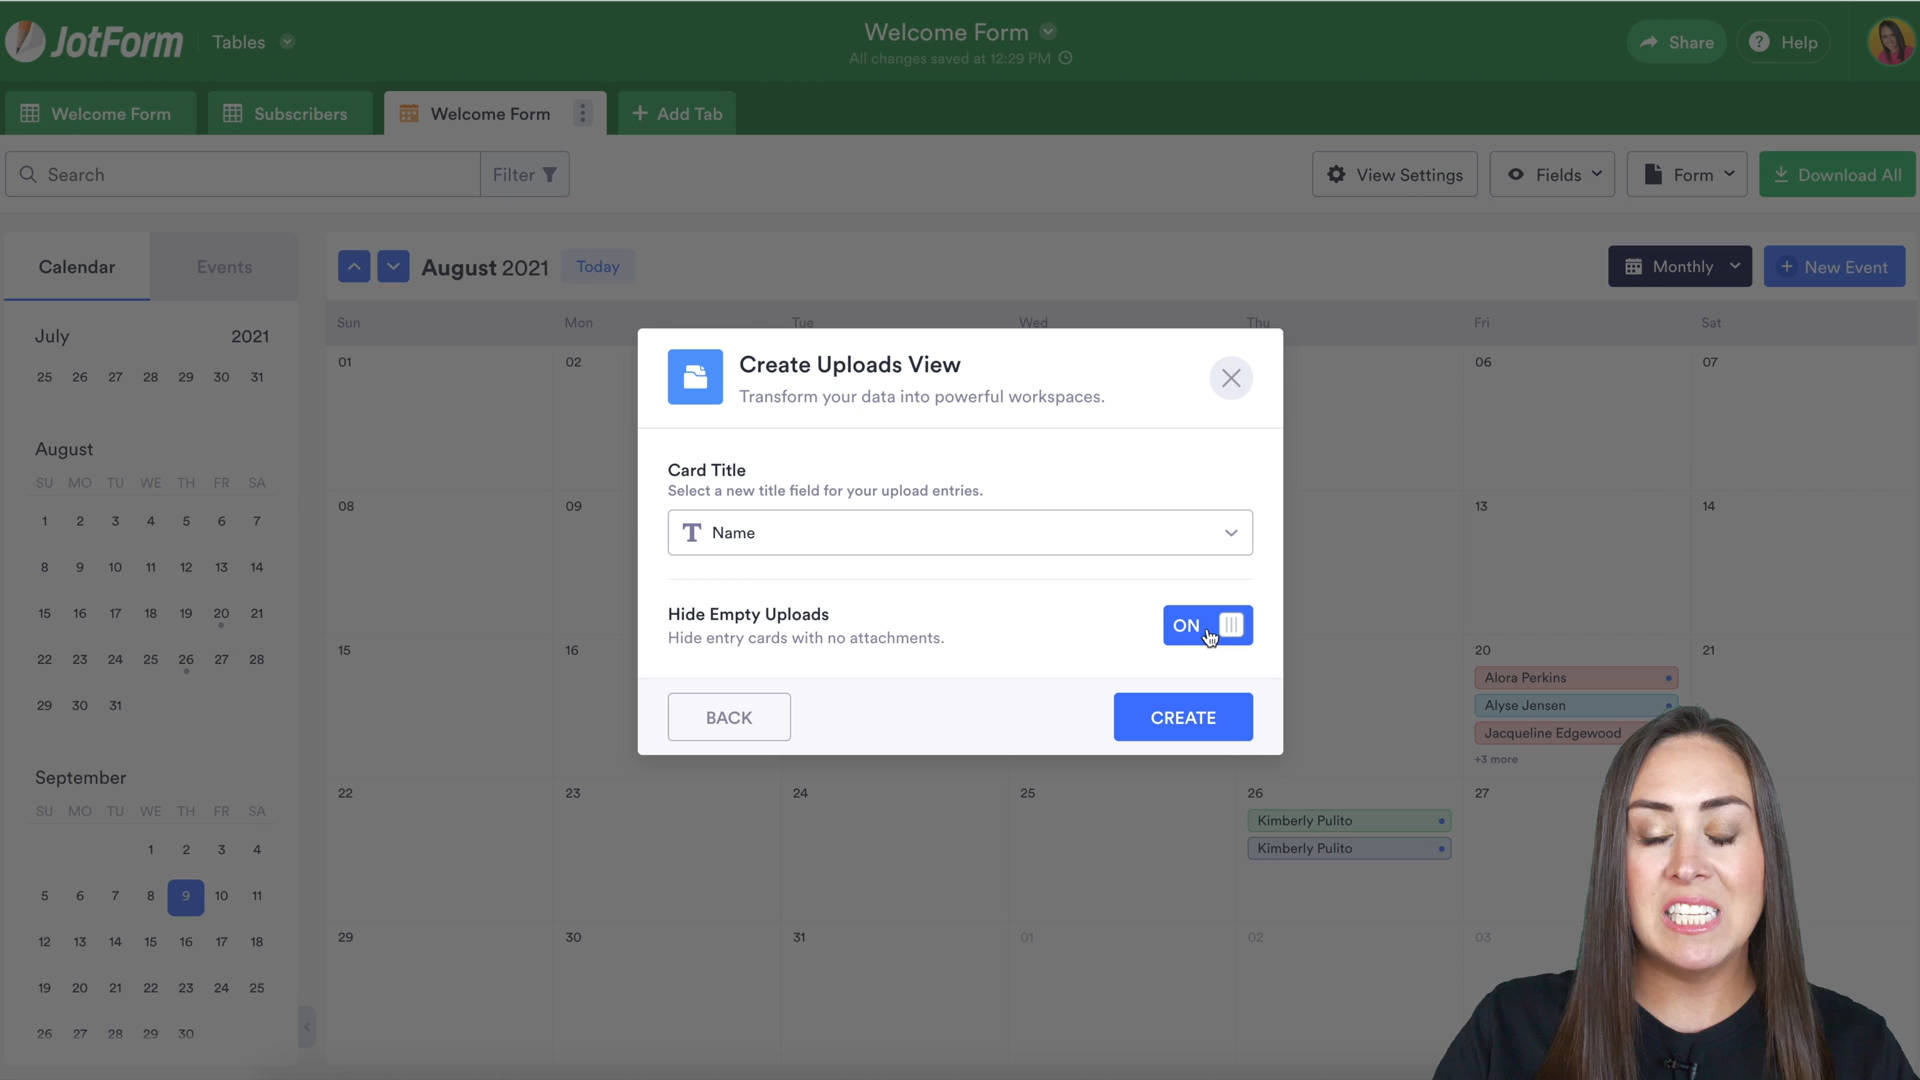 JotForm
Tables
Welcome Form
All changes saved at 12:29 PM
Share
Help
Welcome Form
Subscribers
Welcome Form
Add Tab
Search
Filter
View Settings
Fields
Form
Download All
Calendar
Events
August 2021
Today
Monthly
New Event
July 2021
25 26 27 28 29 30 31
August
SU MO TU WE TH FR SA
1 2 3 4 5 6 7
8 9 10 11 12 13 14
15 16 17 18 19 20 21
22 23 24 25 26 27 28
29 30 31
September
SU MO TU WE TH FR SA
1 2 3 4
5 6 7 8 9 10 11
12 13 14 15 16 17 18
19 20 21 22 23 24 25
26 27 28 29 30
Sun Mon Tue Wed Thu Fri Sat
01 02 06 07
08 09 13 14
15 16 20 21
Alora Perkins
Alyse Jensen
Jacqueline Edgewood
+3 more
22 23 24 25 26 27
Kimberly Pulito
Kimberly Pulito
29 30 31 01 02 03
Create Uploads View
Transform your data into powerful workspaces.
Card Title
Select a new title field for your upload entries.
T Name
Hide Empty Uploads
Hide entry cards with no attachments.
ON
BACK
CREATE